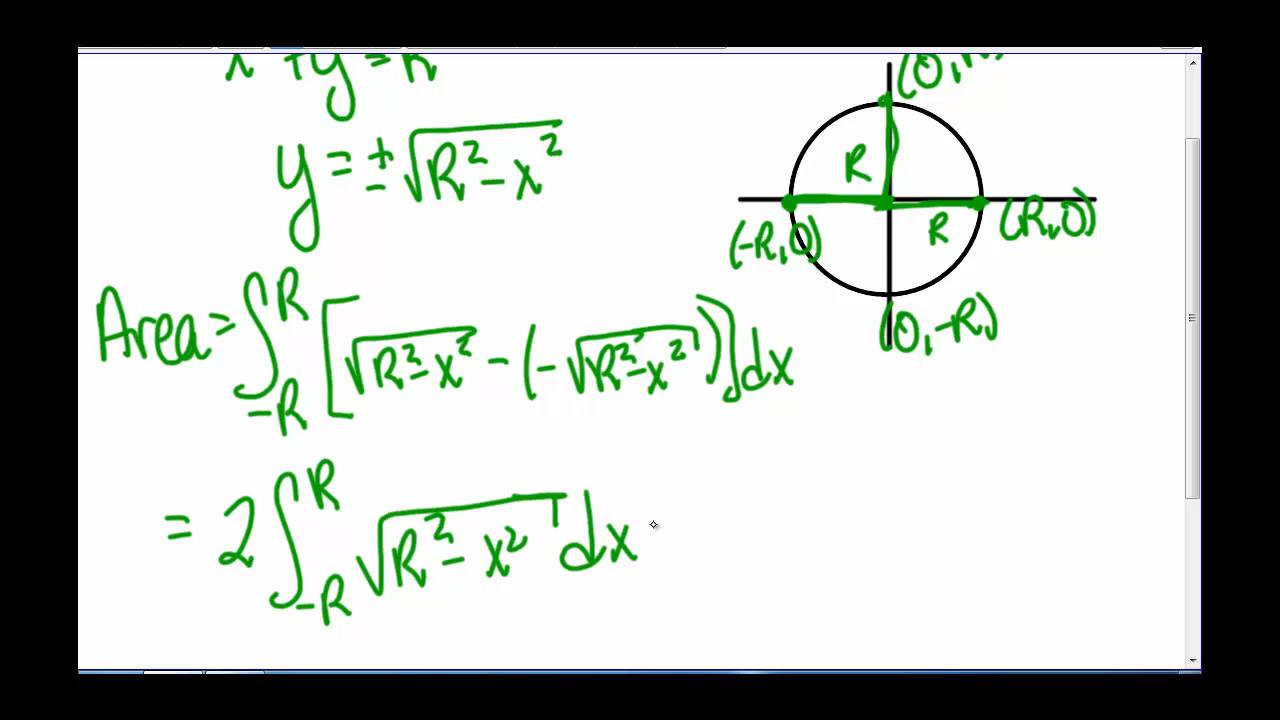 y = ± √(R² - x²)
Area = ∫_{-R}^{R} [√(R² - x²) - (-√(R² - x²))] dx
= 2 ∫_{-R}^{R} √(R² - x²) dx
R
(-R, 0)
R
(R, 0)
(0, -R)